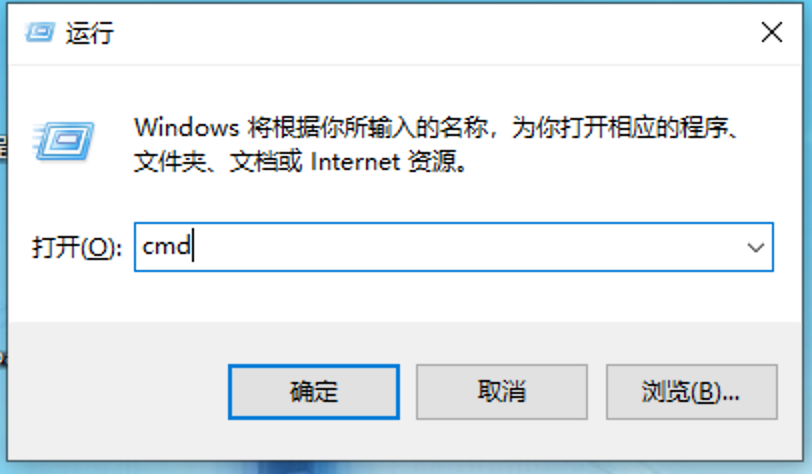 运行
Windows 将根据你所输入的名称，为你打开相应的程序、
文件夹、文档或 Internet 资源。
打开(O): cmd
确定 取消 浏览(B)...